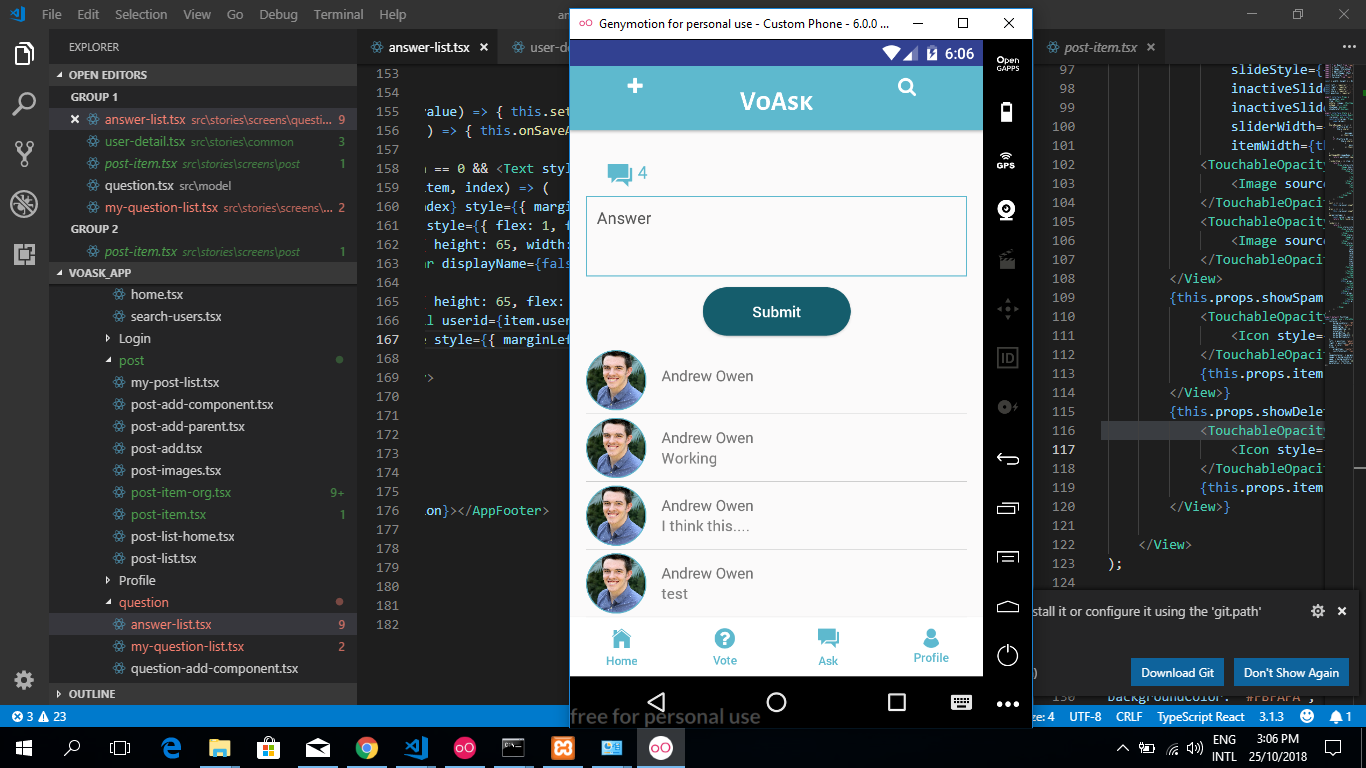 File Edit Selection View Go Debug Terminal Help
Genymotion for personal use - Custom Phone - 6.0.0 ...
EXPLORER
OPEN EDITORS
GROUP 1
answer-list.tsx src\stories\screens\questi... 9
user-detail.tsx src\stories\common 3
post-item.tsx src\stories\screens\post 1
question.tsx src\model
my-question-list.tsx src\stories\screens\... 2
GROUP 2
post-item.tsx src\stories\screens\post 1
VOASK_APP
home.tsx
search-users.tsx
Login
post
my-post-list.tsx
post-add-component.tsx
post-add-parent.tsx
post-add.tsx
post-images.tsx
post-item-org.tsx 9+
post-item.tsx 1
post-list-home.tsx
post-list.tsx
Profile
question
answer-list.tsx 9
my-question-list.tsx 2
question-add-component.tsx
OUTLINE
answer-list.tsx
153
154
155 value) => { this.set
156 ) => { this.onSaveA
157
158 == 0 && <Text styl
159 item, index) => (
160 ndex} style={{ margin
161 style={{ flex: 1, f
162 height: 65, width:
163 r displayName={fals
164
165 height: 65, flex:
166 l userid={item.user
167 style={{ marginLef
168
169 >
170
171
172
173
174
175
176 ion}></AppFooter>
177
178
179
180
181
182
6:06
VoAsk
4
Answer
Submit
Andrew Owen
Andrew Owen
Working
Andrew Owen
I think this....
Andrew Owen
test
Home Vote Ask Profile
free for personal use
Open GAPPS
GPS
ID
post-item.tsx
97 slideStyle={
98 inactiveSlid
99 inactiveSlid
100 sliderWidth=
101 itemWidth={th
102 <TouchableOpacit
103 <Image sourc
104 </TouchableOpaci
105 <TouchableOpacit
106 <Image sourc
107 </TouchableOpaci
108 </View>
109 {this.props.showSpam
110 <TouchableOpacit
111 <Icon style=
112 </TouchableOpaci
113 {this.props.item
114 </View>}
115 {this.props.showDelet
116 <TouchableOpacit
117 <Icon style=
118 </TouchableOpaci
119 {this.props.item
120 </View>}
121
122 </View>
123 );
124
stall it or configure it using the 'git.path'
Download Git Don't Show Again
3 23
UTF-8 CRLF TypeScript React 3.1.3 1
ENG
INTL
3:06 PM
25/10/2018